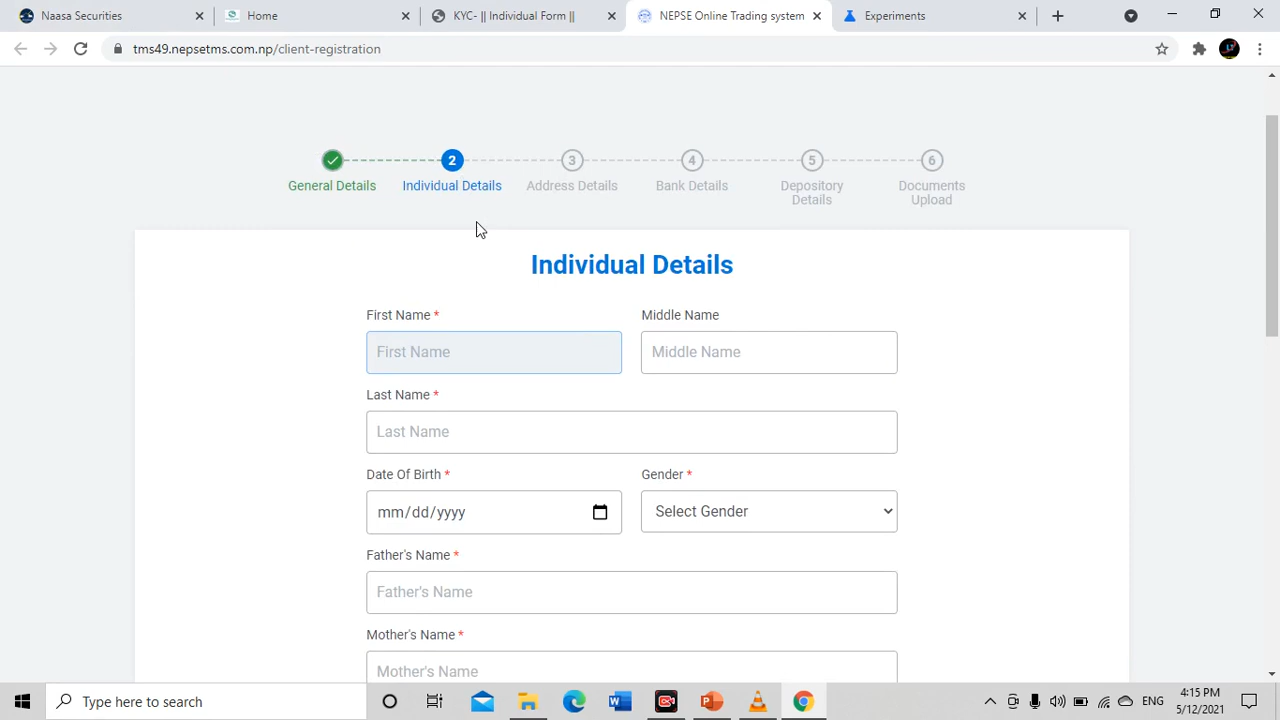 Naasa Securities
Home
KYC- || Individual Form ||
NEPSE Online Trading system
Experiments
tms49.nepsetms.com.np/client-registration
2
3
4
5
6
General Details
Individual Details
Address Details
Bank Details
Depository Details
Documents Upload
Individual Details
First Name *
Middle Name
First Name
Middle Name
Last Name *
Last Name
Date Of Birth *
Gender *
mm/dd/yyyy
Select Gender
Father's Name *
Father's Name
Mother's Name *
Mother's Name
Type here to search
ENG
4:15 PM
5/12/2021